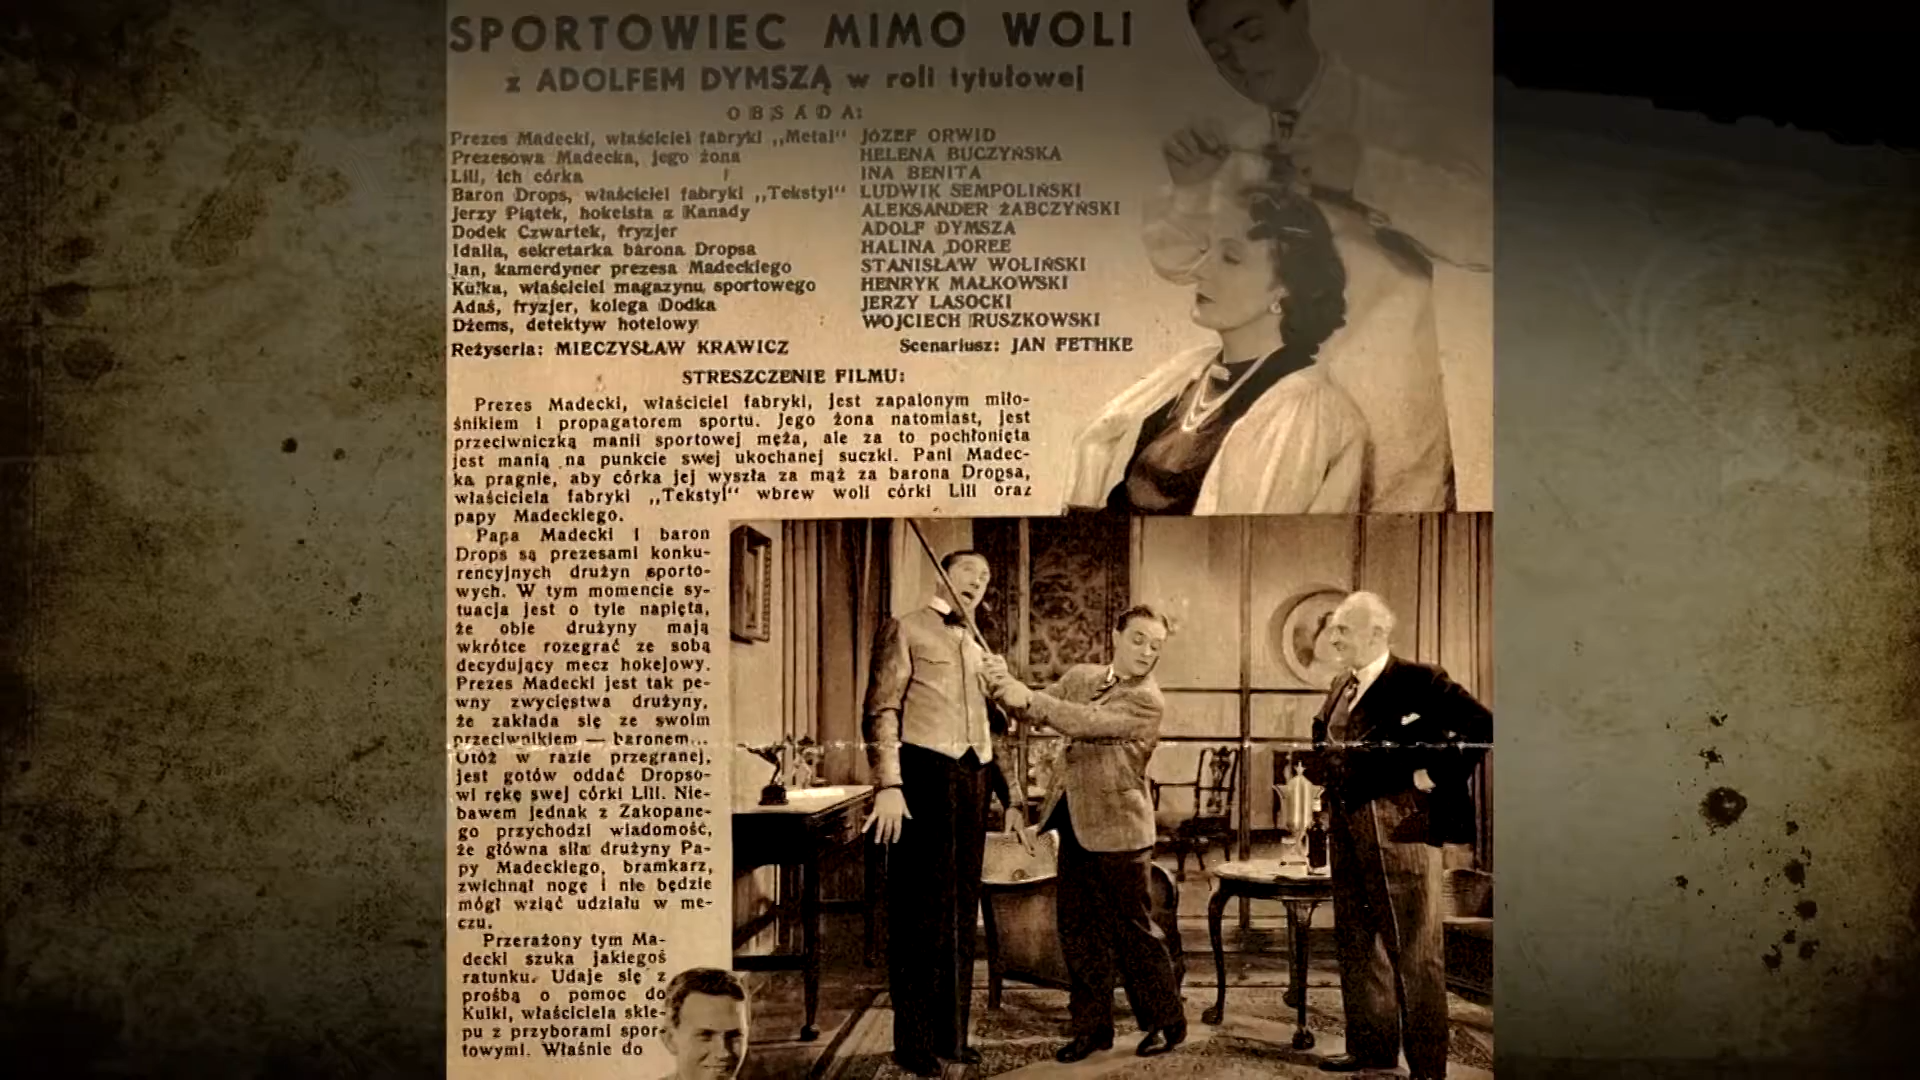 SPORTOWIEC MIMO WOLI
z ADOLFEM DYMSZĄ w roli tytułowej
OBSADA:
Prezes Madecki, właściciel fabryki „Metal“ JÓZEF ORWID
Prezesowa Madecka, jego żona HELENA BUCZYŃSKA
Lili, ich córka INA BENITA
Baron Drops, właściciel fabryki „Tekstyl“ LUDWIK SEMPOLIŃSKI
Jerzy Piątek, hokeista z Kanady ALEKSANDER ŻABCZYŃSKI
Dodek Czwartek, fryzjer ADOLF DYMSZA
Idalia, sekretarka barona Dropsa HALINA DOREE
Jan, kamerdyner prezesa Madeckiego STANISŁAW WOLIŃSKI
Kulka, właściciel magazynu sportowego HENRYK MAŁKOWSKI
Adaś, fryzjer, kolega Dodka JERZY LASOCKI
Dżems, detektyw hotelowy WOJCIECH RUSZKOWSKI
Reżyseria: MIECZYSŁAW KRAWICZ Scenariusz: JAN FETHKE
STRESZCZENIE FILMU:
Prezes Madecki, właściciel fabryki, jest zapalonym miło-
śnikiem i propagatorem sportu. Jego żona natomiast, jest
przeciwniczką manii sportowej męża, ale za to pochłonięta
jest manią na punkcie swej ukochanej suczki. Pani Madec-
ka pragnie, aby córka jej wyszła za mąż za barona Dropsa,
właściciela fabryki „Tekstyl“ wbrew woli córki Lili oraz
papy Madeckiego.
Papa Madecki i baron
Drops są prezesami konku-
rencyjnych drużyn sporto-
wych. W tym momencie sy-
tuacja jest o tyle napięta,
że obie drużyny mają
wkrótce rozegrać ze sobą
decydujący mecz hokejowy.
Prezes Madecki jest tak pe-
wny zwycięstwa drużyny,
że zakłada się ze swoim
przeciwnikiem — baronem...
Otóż w razie przegranej,
jest gotów oddać Dropso-
wi rękę swej córki Lili. Nie-
bawem jednak z Zakopane-
go przychodzi wiadomość,
że główna siła drużyny Pa-
py Madeckiego, bramkarz,
zwichnął nogę i nie będzie
mógł wziąć udziału w me-
czu.
Przerażony tym Ma-
decki szuka jakiegoś
ratunku. Udaje się z
prośbą o pomoc do
Kulki, właściciela skle-
pu z przyborami spor-
towymi. Właśnie do